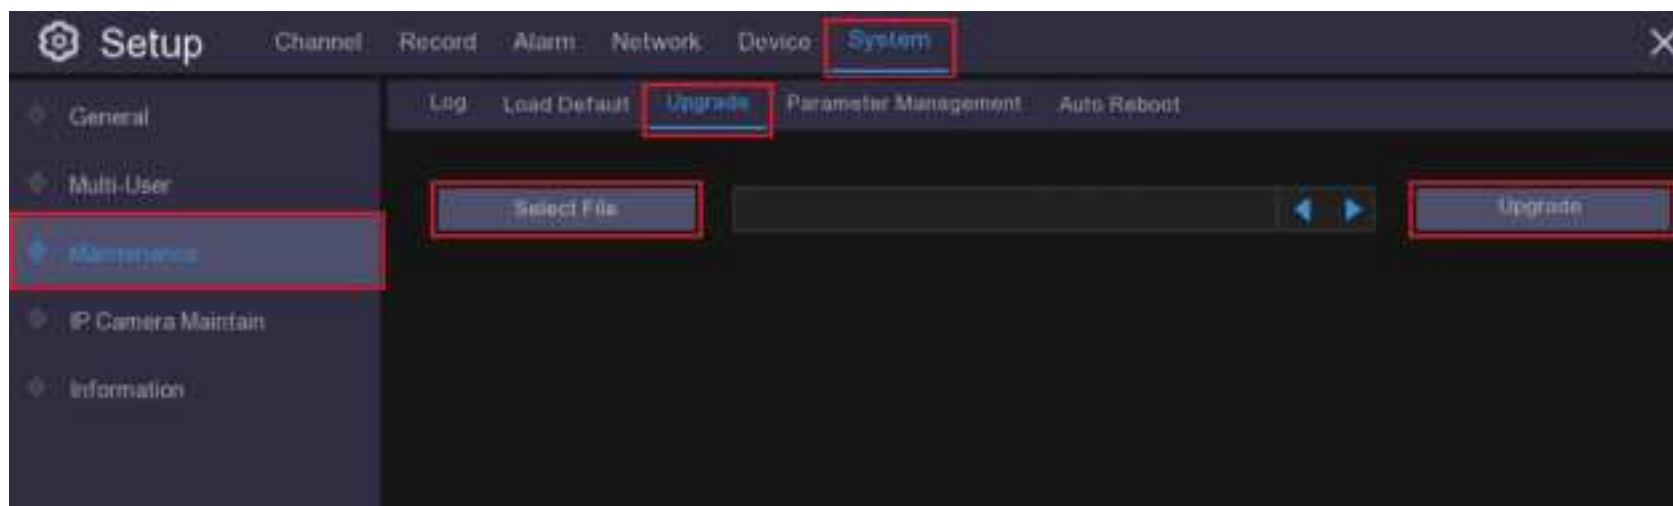 Setup Channel Record Alarm Network Device System
Log Load Default Upgrade Parameter Management Auto Reboot
General
Multi-User
Select File Upgrade
Maintenance
IP Camera Maintain
Information